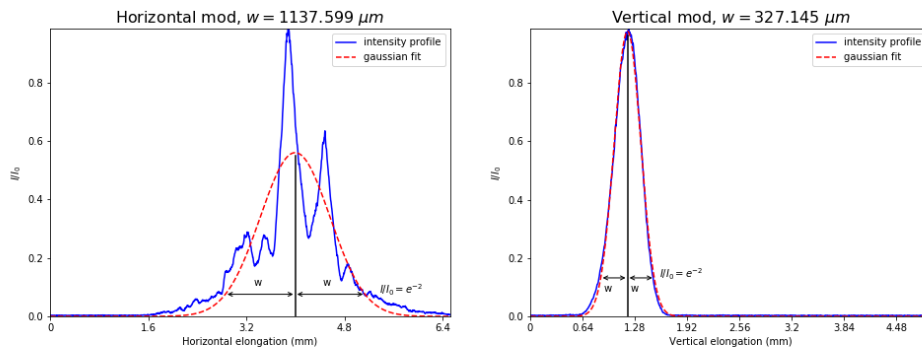 Horizontal mod, w = 1137.599 μm
intensity profile
gaussian fit
0.8
0.6
0.4
0.2
0.0
I/I₀
w
w
I/I₀ = e⁻²
0
1.6
3.2
4.8
6.4
Horizontal elongation (mm)
Vertical mod, w = 327.145 μm
intensity profile
gaussian fit
0.8
0.6
0.4
0.2
0.0
I/I₀
I/I₀ = e⁻²
w
w
0
0.64
1.28
1.92
2.56
3.2
3.84
4.48
Vertical elongation (mm)